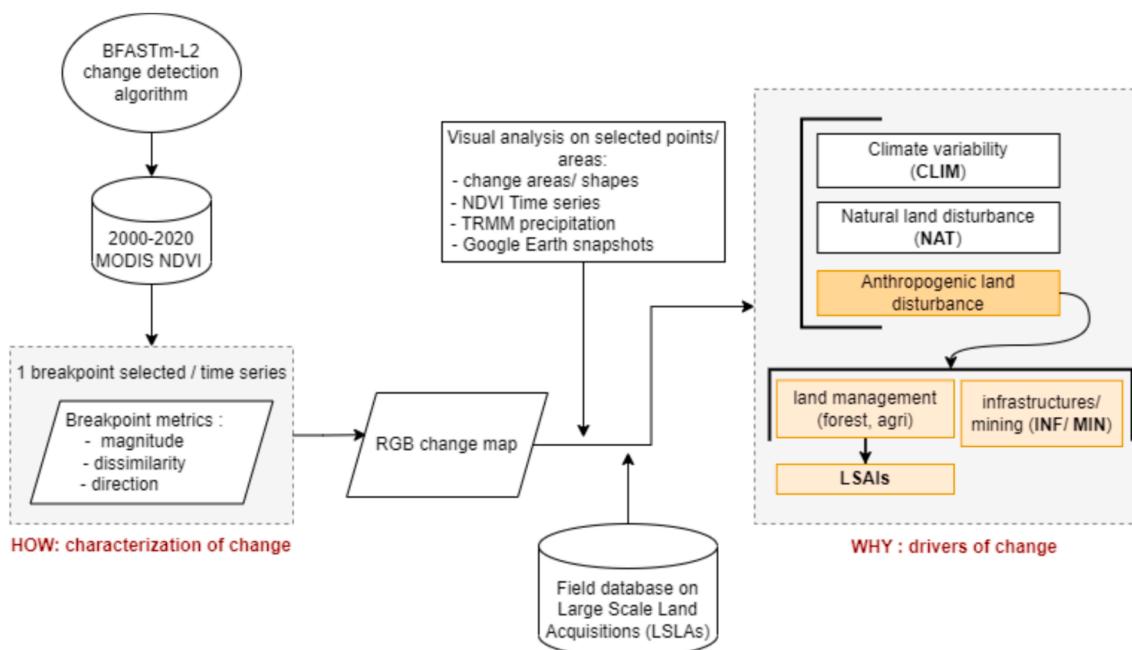 BFASTm-L2
change detection
algorithm
2000-2020
MODIS NDVI
1 breakpoint selected / time series
Breakpoint metrics :
- magnitude
- dissimilarity
- direction
HOW: characterization of change
RGB change map
Visual analysis on selected points/
areas:
- change areas/ shapes
- NDVI Time series
- TRMM precipitation
- Google Earth snapshots
Field database on
Large Scale Land
Acquisitions (LSLAs)
Climate variability
(CLIM)
Natural land disturbance
(NAT)
Anthropogenic land
disturbance
land management
(forest, agri)
infrastructures/
mining (INF/ MIN)
LSAIs
WHY : drivers of change